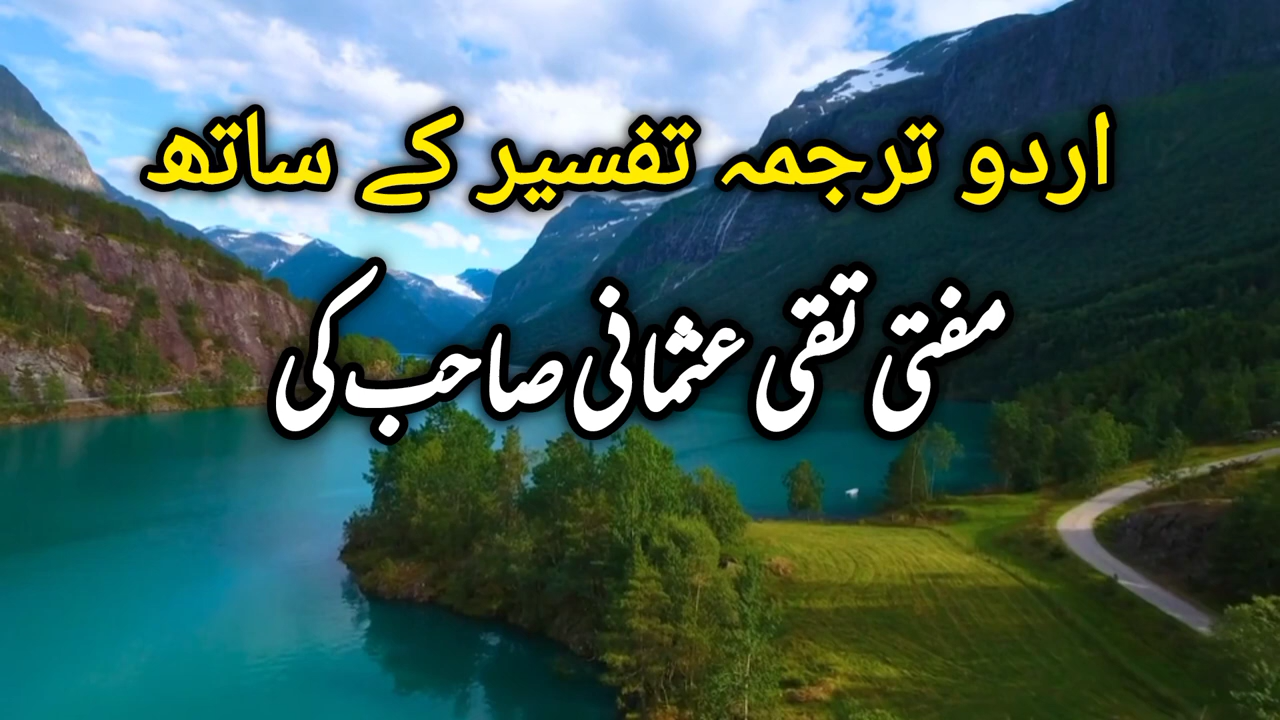 اردو ترجمہ تفسیر کے ساتھ
مفتی تقی عثمانی صاحب کی